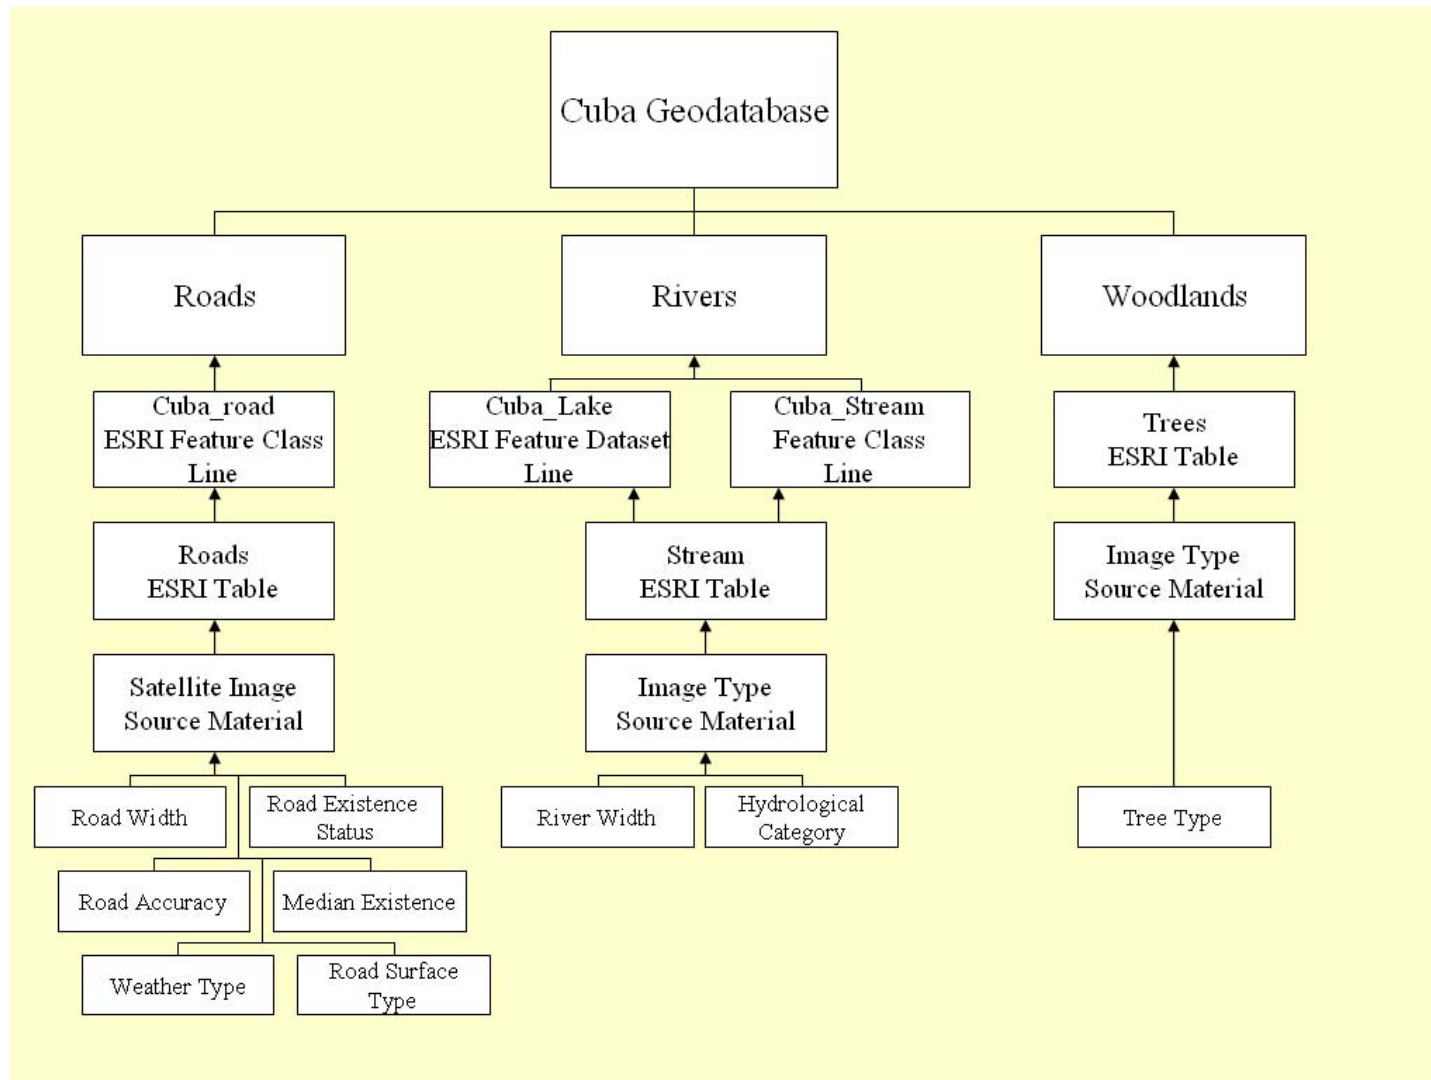 Cuba Geodatabase
Roads
Rivers
Woodlands
Cuba_road
ESRI Feature Class
Line
Cuba_Lake
ESRI Feature Dataset
Line
Cuba_Stream
Feature Class
Line
Trees
ESRI Table
Roads
ESRI Table
Stream
ESRI Table
Image Type
Source Material
Satellite Image
Source Material
Image Type
Source Material
Road Width
Road Existence
Status
River Width
Hydrological
Category
Tree Type
Road Accuracy
Median Existence
Weather Type
Road Surface
Type